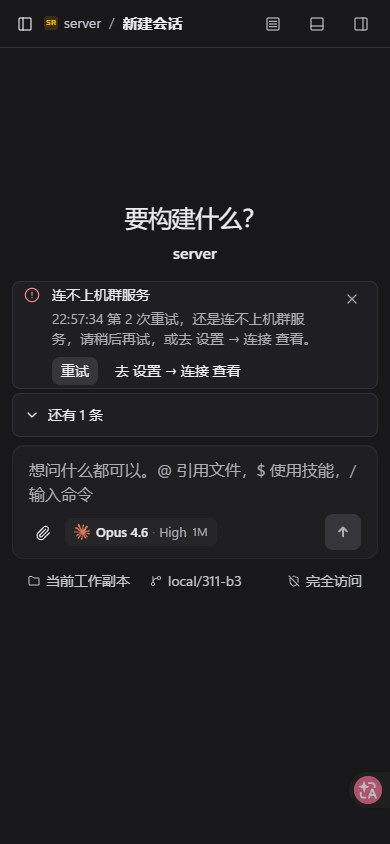 SR server / 新建会话
要构建什么？
server
连不上机群服务
22:57:34 第 2 次重试，还是连不上机群服
务，请稍后再试，或去 设置 → 连接 查看。
重试 去 设置 → 连接 查看
还有 1 条
想问什么都可以。@ 引用文件，$ 使用技能，/
输入命令
Opus 4.6 · High 1M
当前工作副本 local/311-b3 完全访问
A